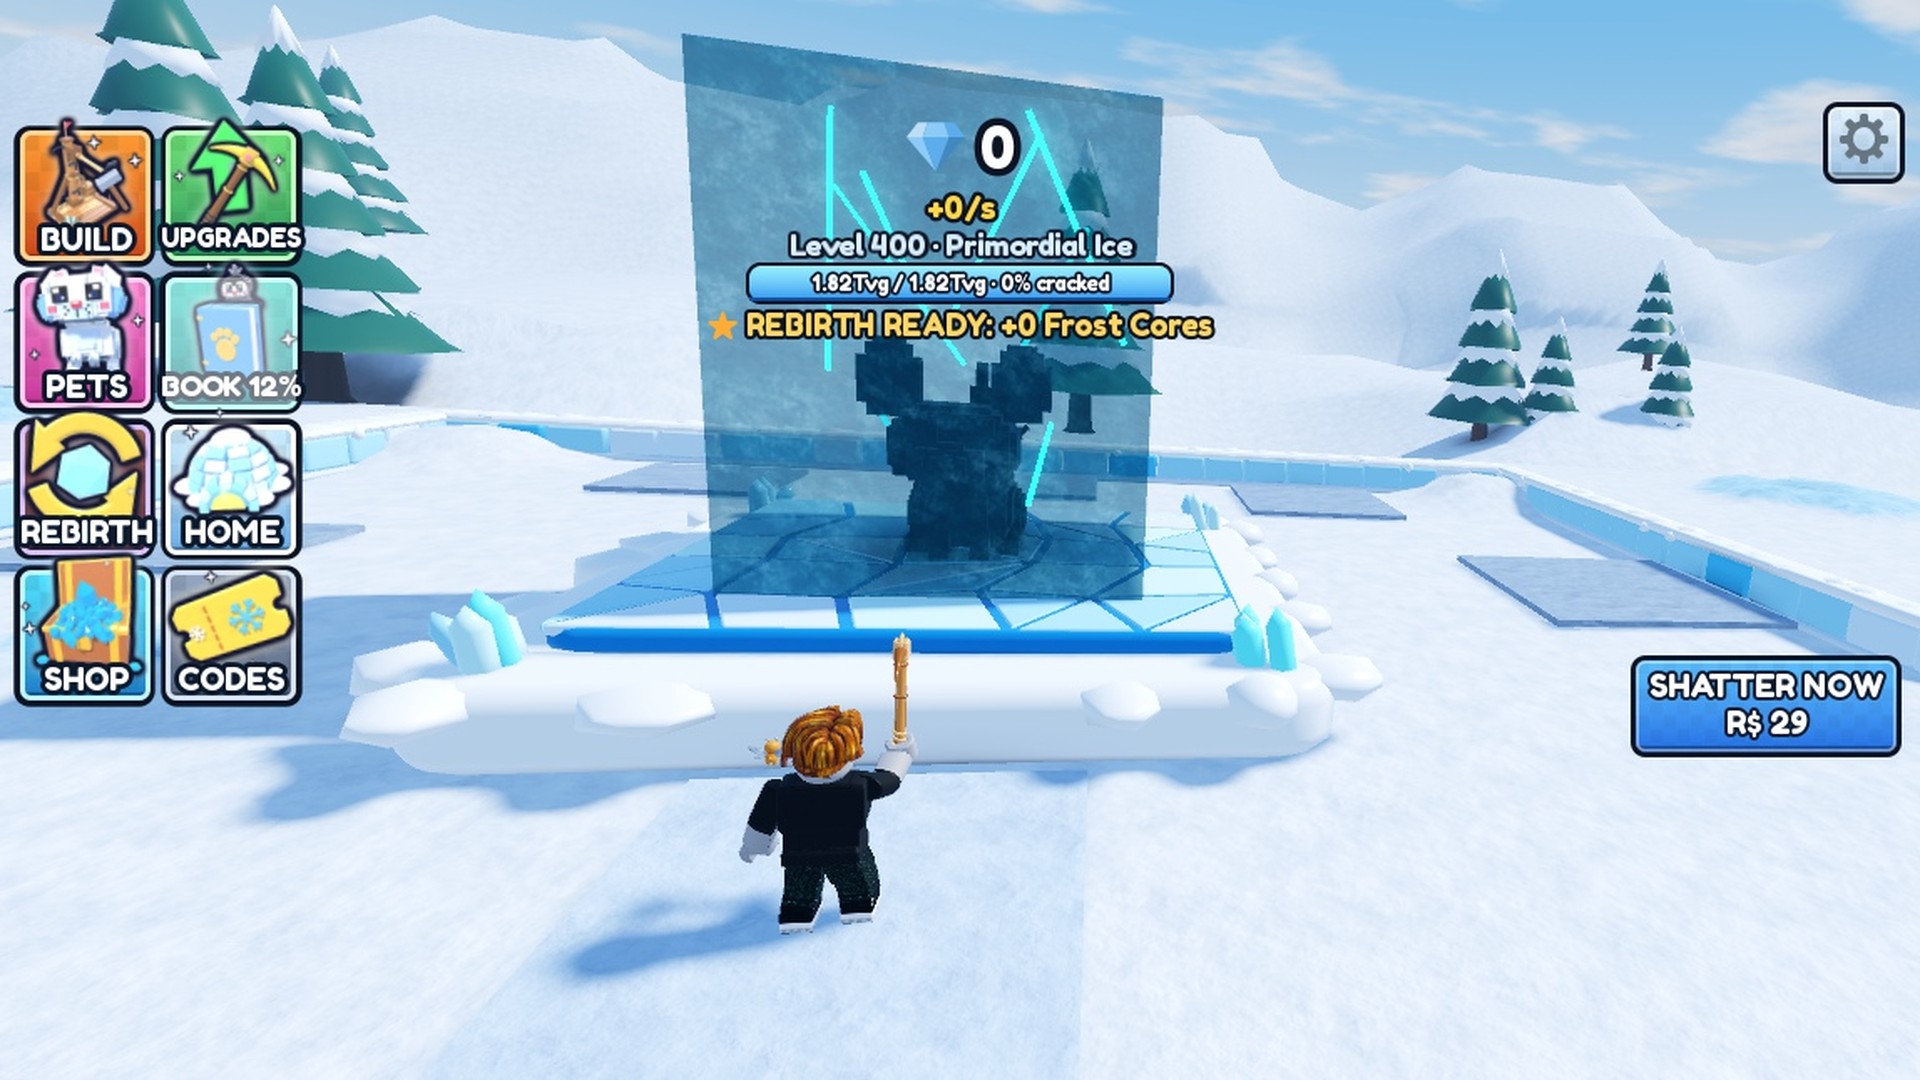 0
+0/s
Level 400 · Primordial Ice
1.82Tvg / 1.82Tvg · 0% cracked
REBIRTH READY: +0 Frost Cores
BUILD
UPGRADES
PETS
BOOK 12%
REBIRTH
HOME
SHOP
CODES
SHATTER NOW
R$ 29